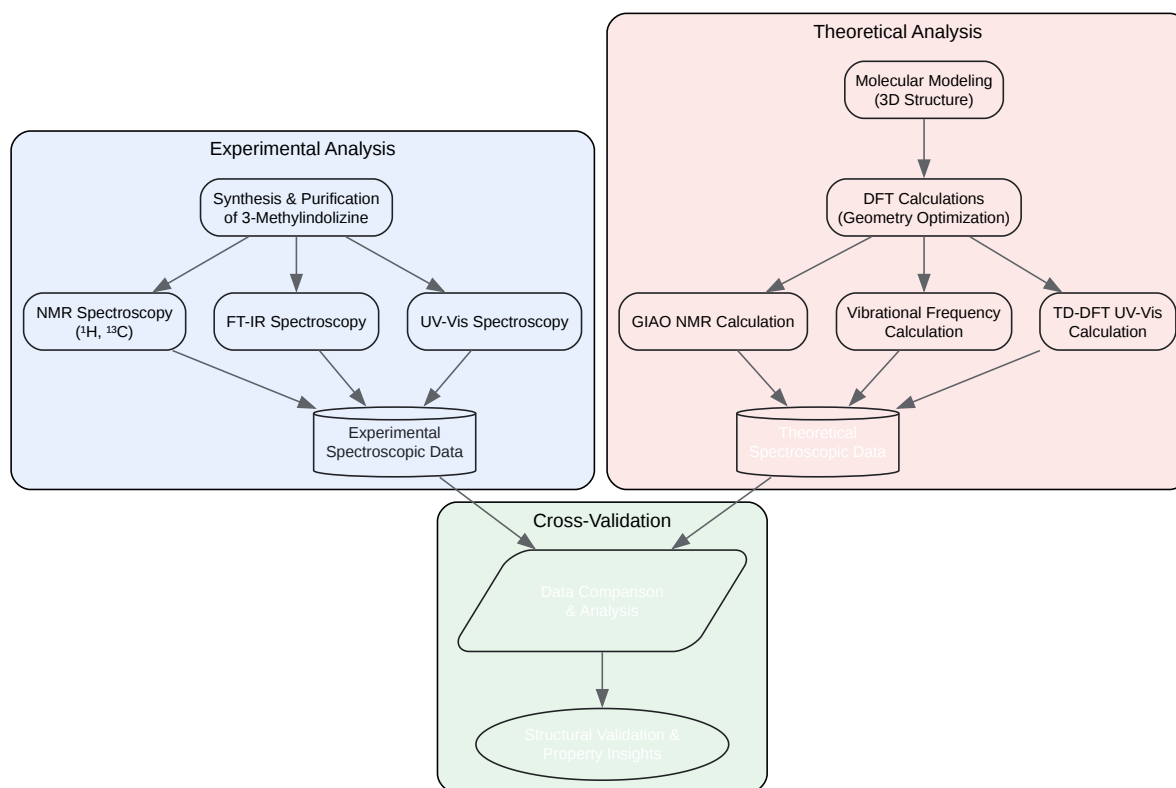 Theoretical Analysis
Molecular Modeling
(3D Structure)
Experimental Analysis
Synthesis & Purification
of 3-Methylindolizine
DFT Calculations
(Geometry Optimization)
NMR Spectroscopy
(¹H, ¹³C)
FT-IR Spectroscopy
UV-Vis Spectroscopy
GIAO NMR Calculation
Vibrational Frequency
Calculation
TD-DFT UV-Vis
Calculation
Experimental
Spectroscopic Data
Theoretical
Spectroscopic Data
Cross-Validation
Data Comparison
& Analysis
Structural Validation &
Property Insights